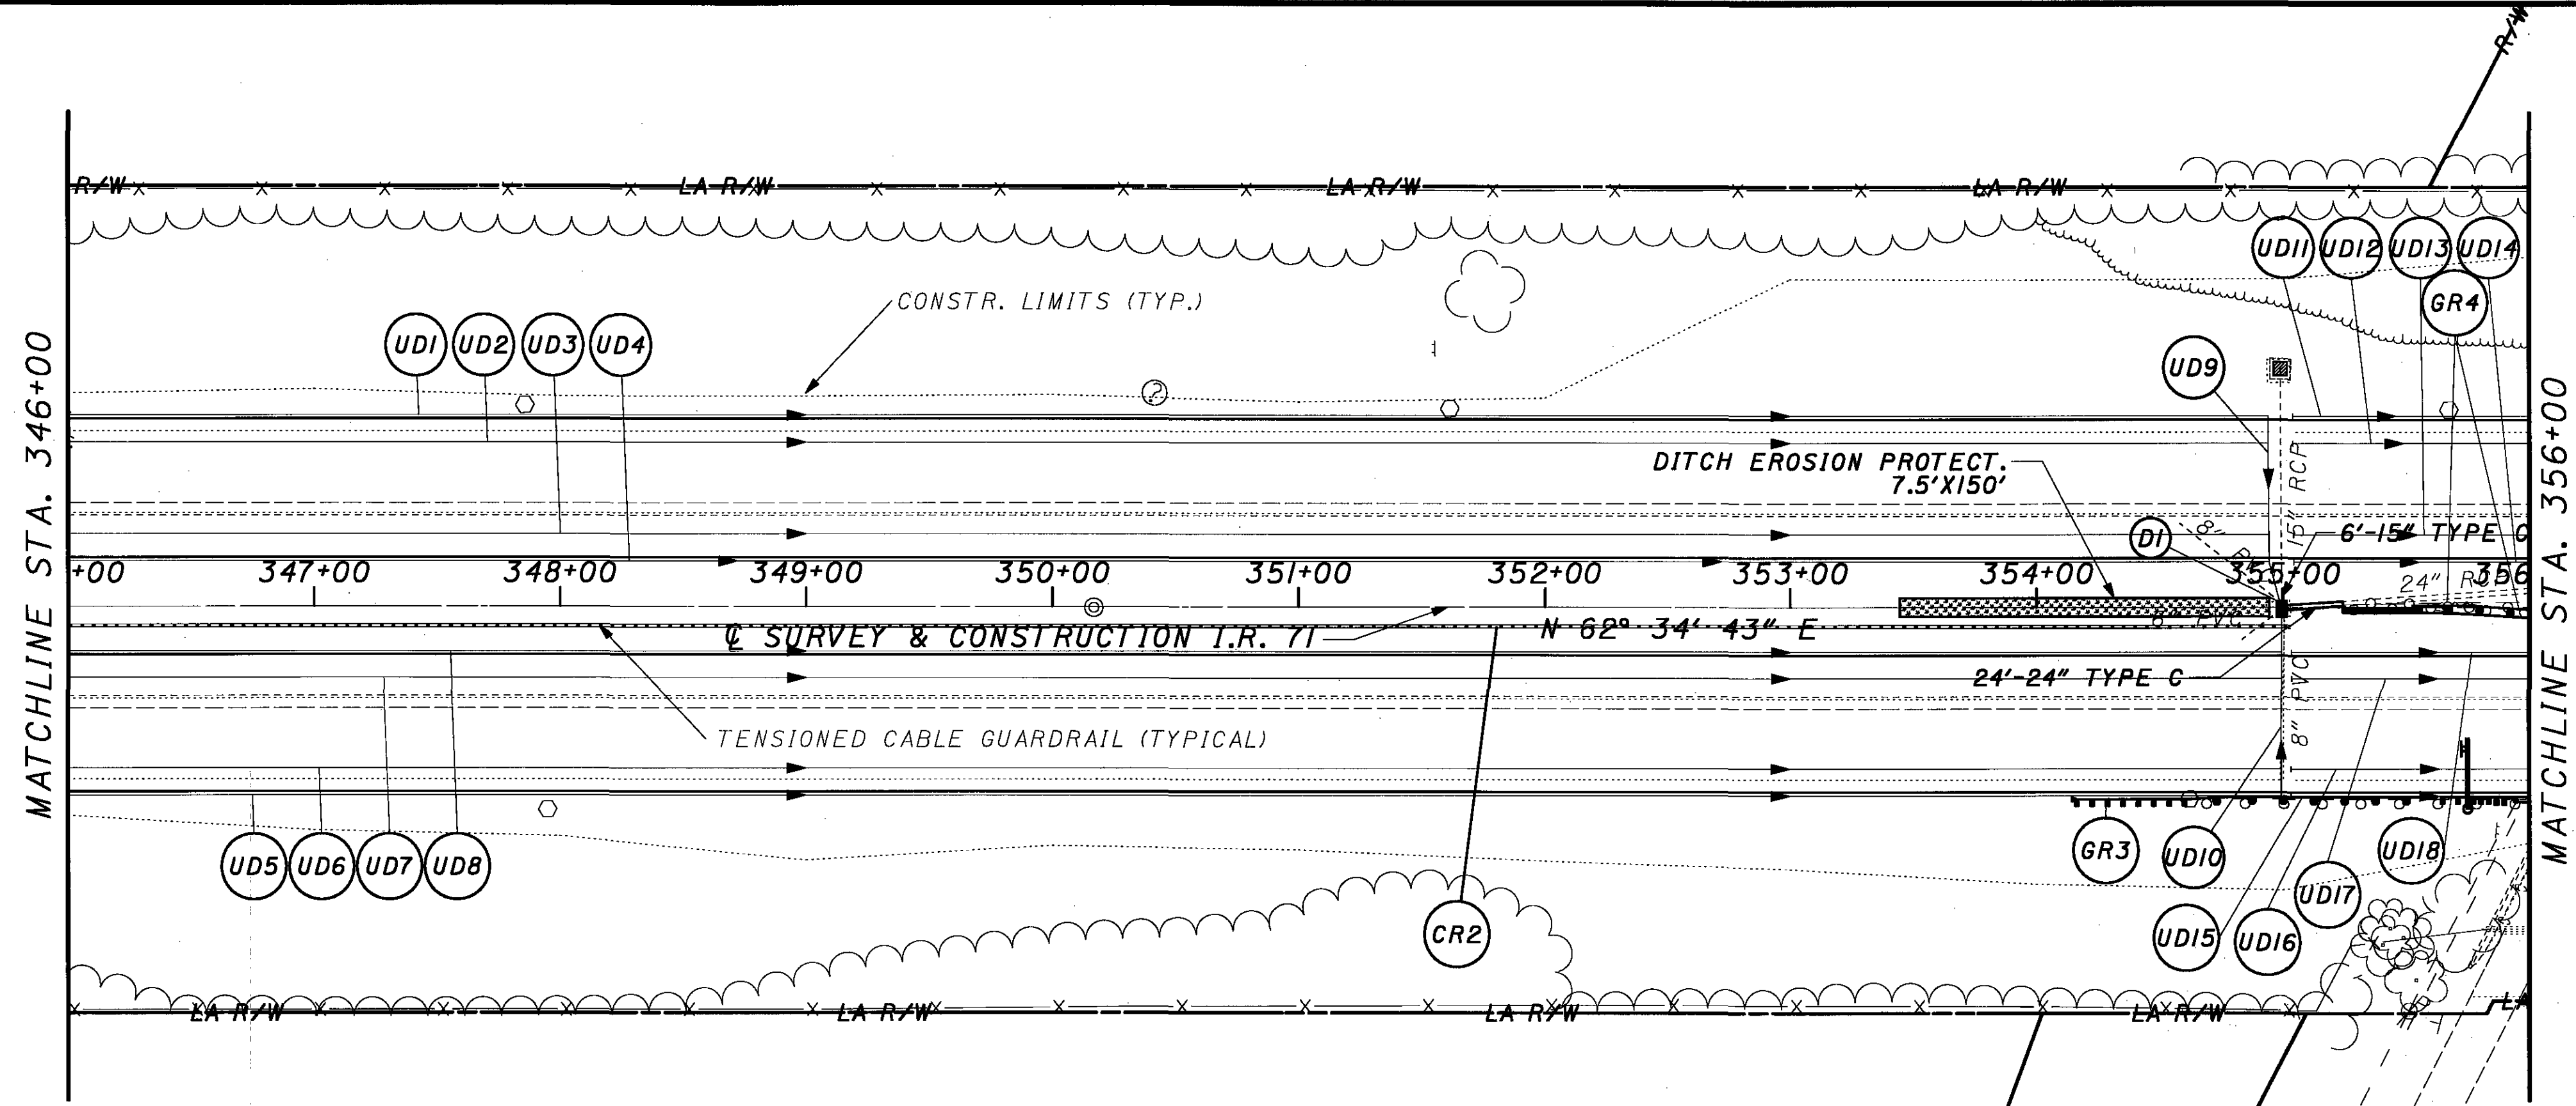 R/W
R/W
LA R/W
LA R/W
LA R/W
UD11
UD12
UD13
UD14
GR4
CONSTR. LIMITS (TYP.)
UD1
UD2
UD3
UD4
UD9
MATCHLINE STA. 346+00
MATCHLINE STA. 356+00
DITCH EROSION PROTECT.
7.5'X150'
15" RCP
8"
D1
6'-15" TYPE C
+00
347+00
348+00
349+00
350+00
351+00
352+00
353+00
354+00
355+00
356
24"
℄ SURVEY & CONSTRUCTION I.R. 71
N 62° 34' 43" E
6" PVC
24'-24" TYPE C
8" PVC
TENSIONED CABLE GUARDRAIL (TYPICAL)
UD5
UD6
UD7
UD8
GR3
UD10
UD18
UD17
CR2
UD15
UD16
LA R/W
LA R/W
LA R/W
LA R/W
LA